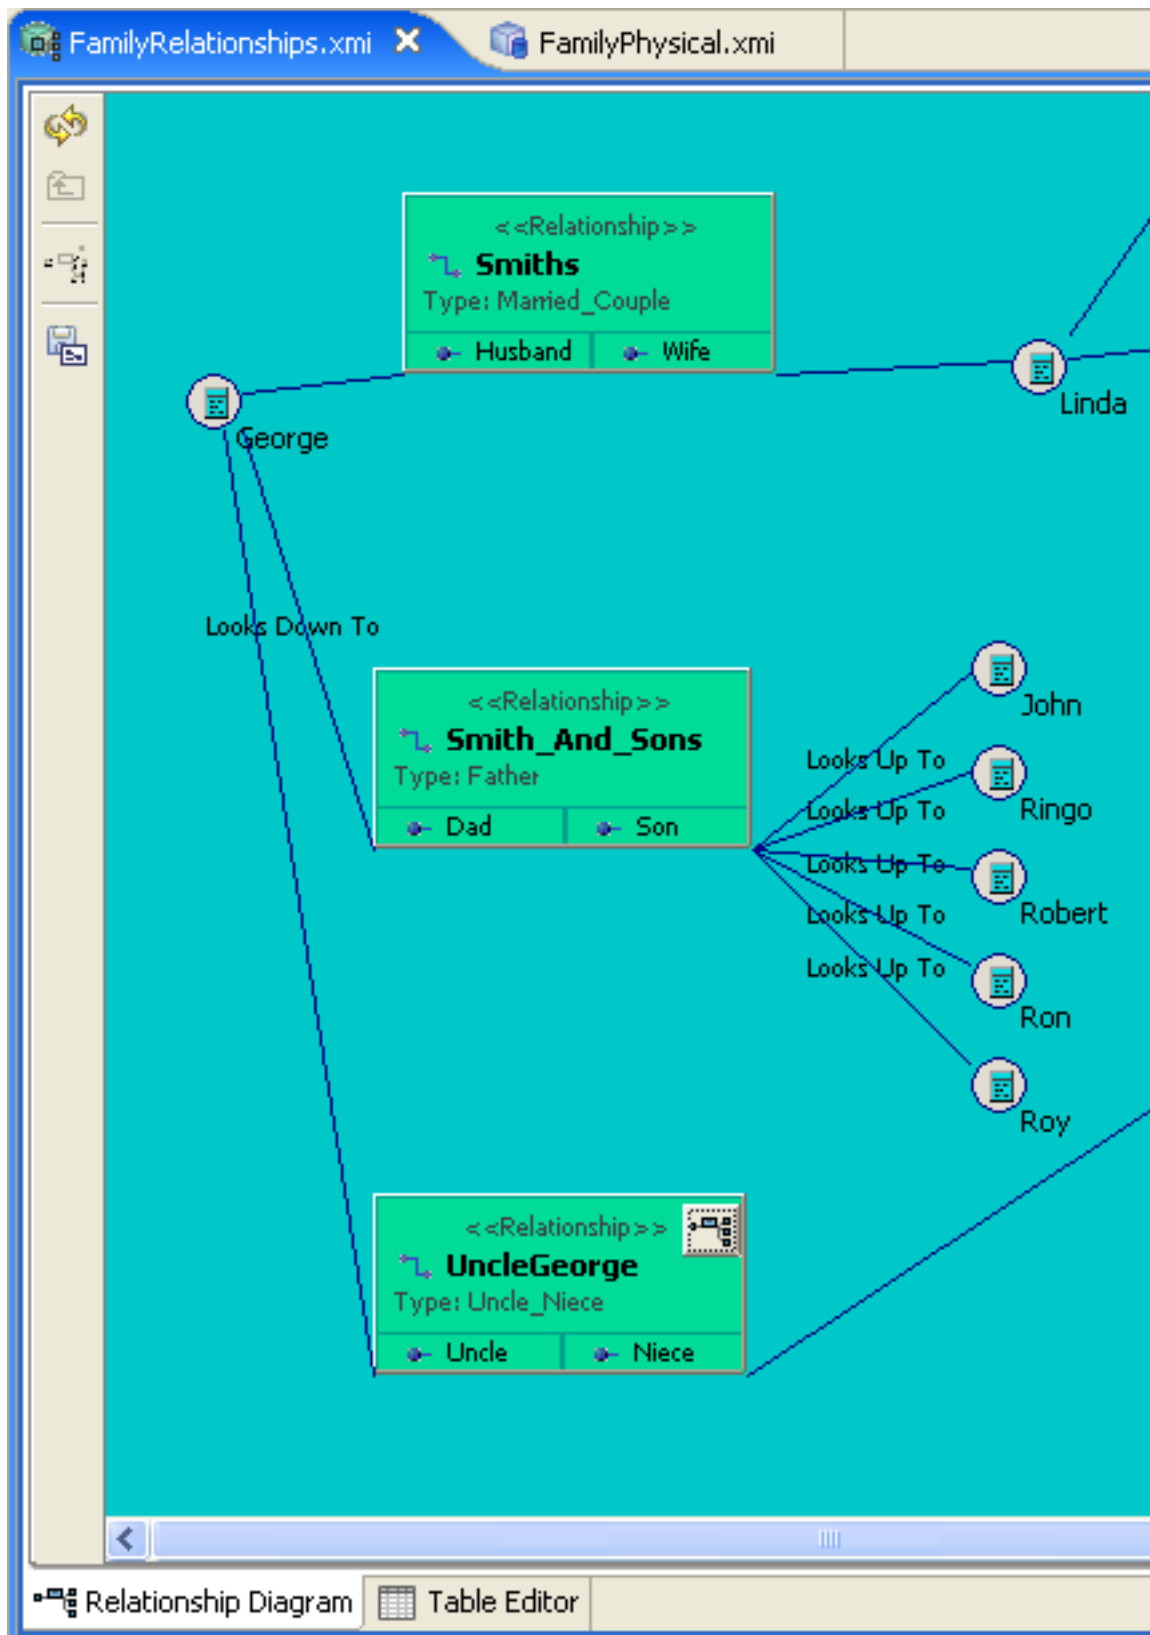 FamilyRelationships.xmi
FamilyPhysical.xmi
<<Relationship>>
Smiths
Type: Married_Couple
Husband
Wife
Linda
George
Looks Down To
<<Relationship>>
Smith_And_Sons
Type: Father
Dad
Son
John
Looks Up To
Ringo
Looks Up To
Looks Up To
Robert
Looks Up To
Looks Up To
Ron
Roy
<<Relationship>>
UncleGeorge
Type: Uncle_Niece
Uncle
Niece
Relationship Diagram
Table Editor